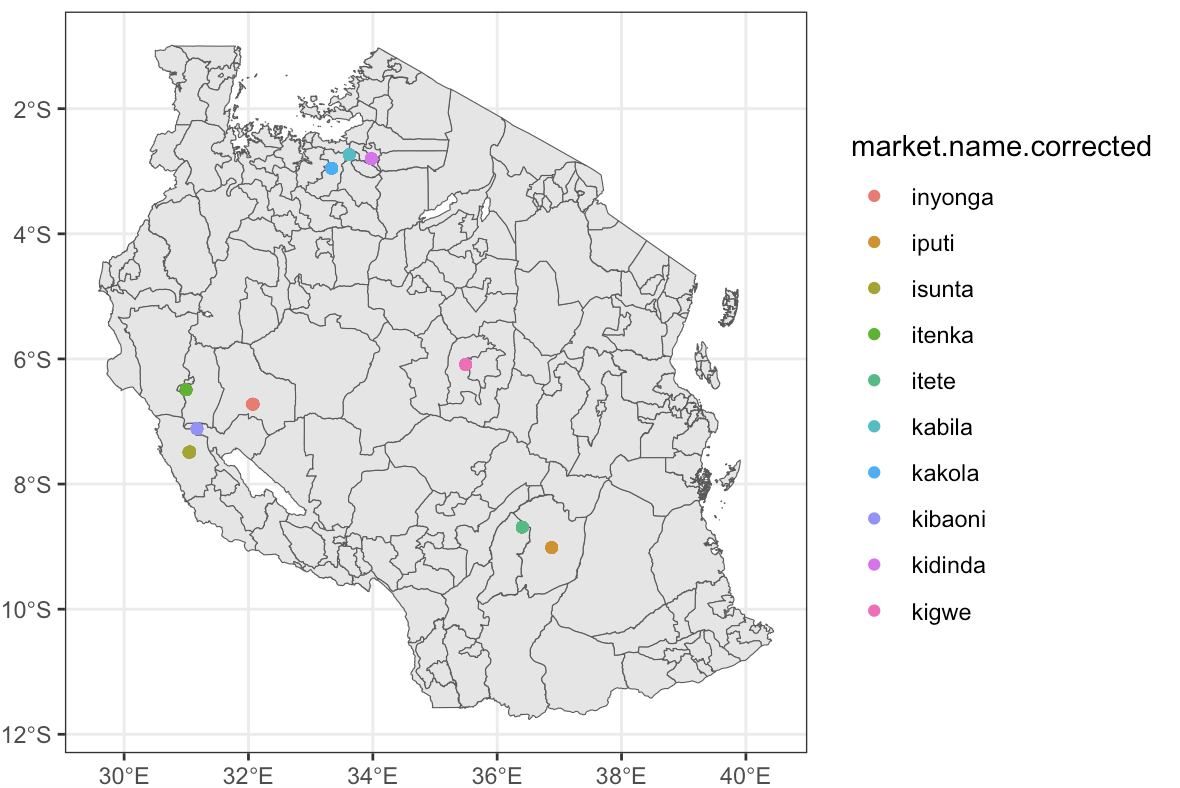 2°S
4°S
6°S
8°S
10°S
12°S
30°E 32°E 34°E 36°E 38°E 40°E
market.name.corrected
inyonga
iputi
isunta
itenka
itete
kabila
kakola
kibaoni
kidinda
kigwe